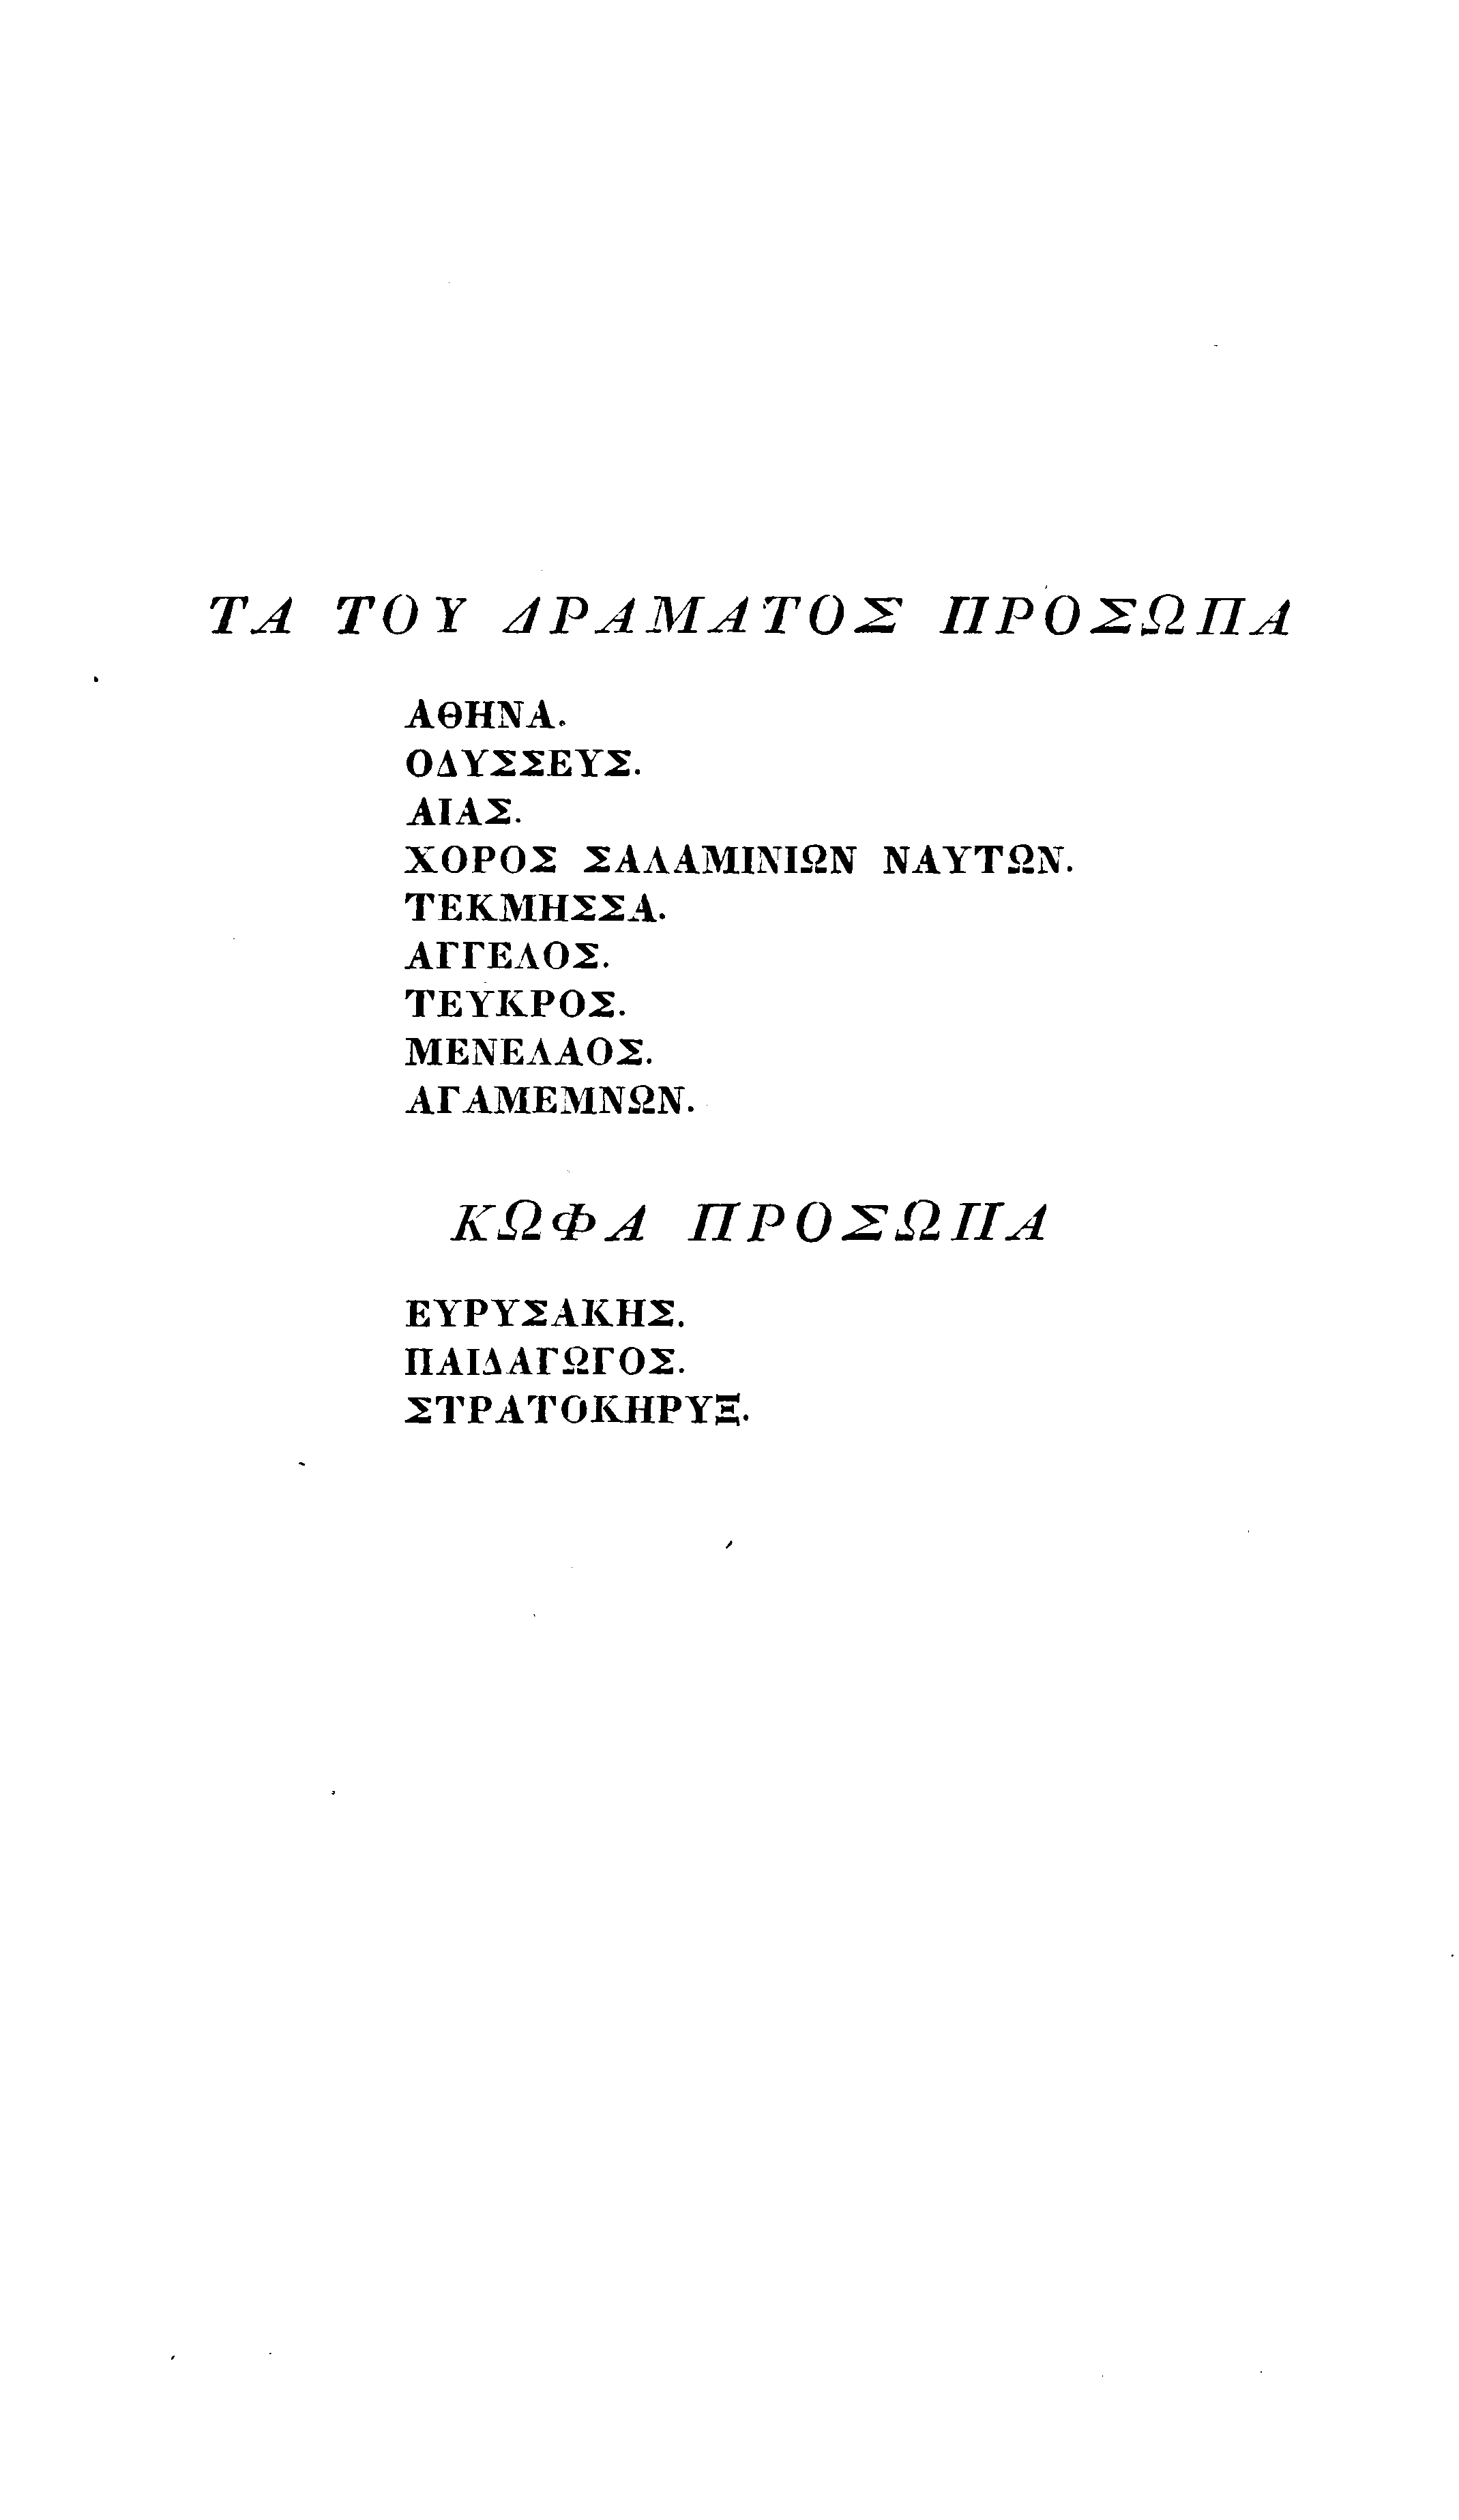 ΤΑ ΤΟΥ ΔΡΑΜΑΤΟΣ ΠΡΟΣΩΠΑ
ΑΘΗΝΑ.
ΟΔΥΣΣΕΥΣ.
ΑΙΑΣ.
ΧΟΡΟΣ ΣΑΛΑΜΙΝΙΩΝ ΝΑΥΤΩΝ.
ΤΕΚΜΗΣΣΑ.
ΑΓΓΕΛΟΣ.
ΤΕΥΚΡΟΣ.
ΜΕΝΕΛΑΟΣ.
ΑΓΑΜΕΜΝΩΝ.
ΚΩΦΑ ΠΡΟΣΩΠΑ
ΕΥΡΥΣΑΚΗΣ.
ΠΑΙΔΑΓΩΓΟΣ.
ΣΤΡΑΤΟΚΗΡΥΞ.